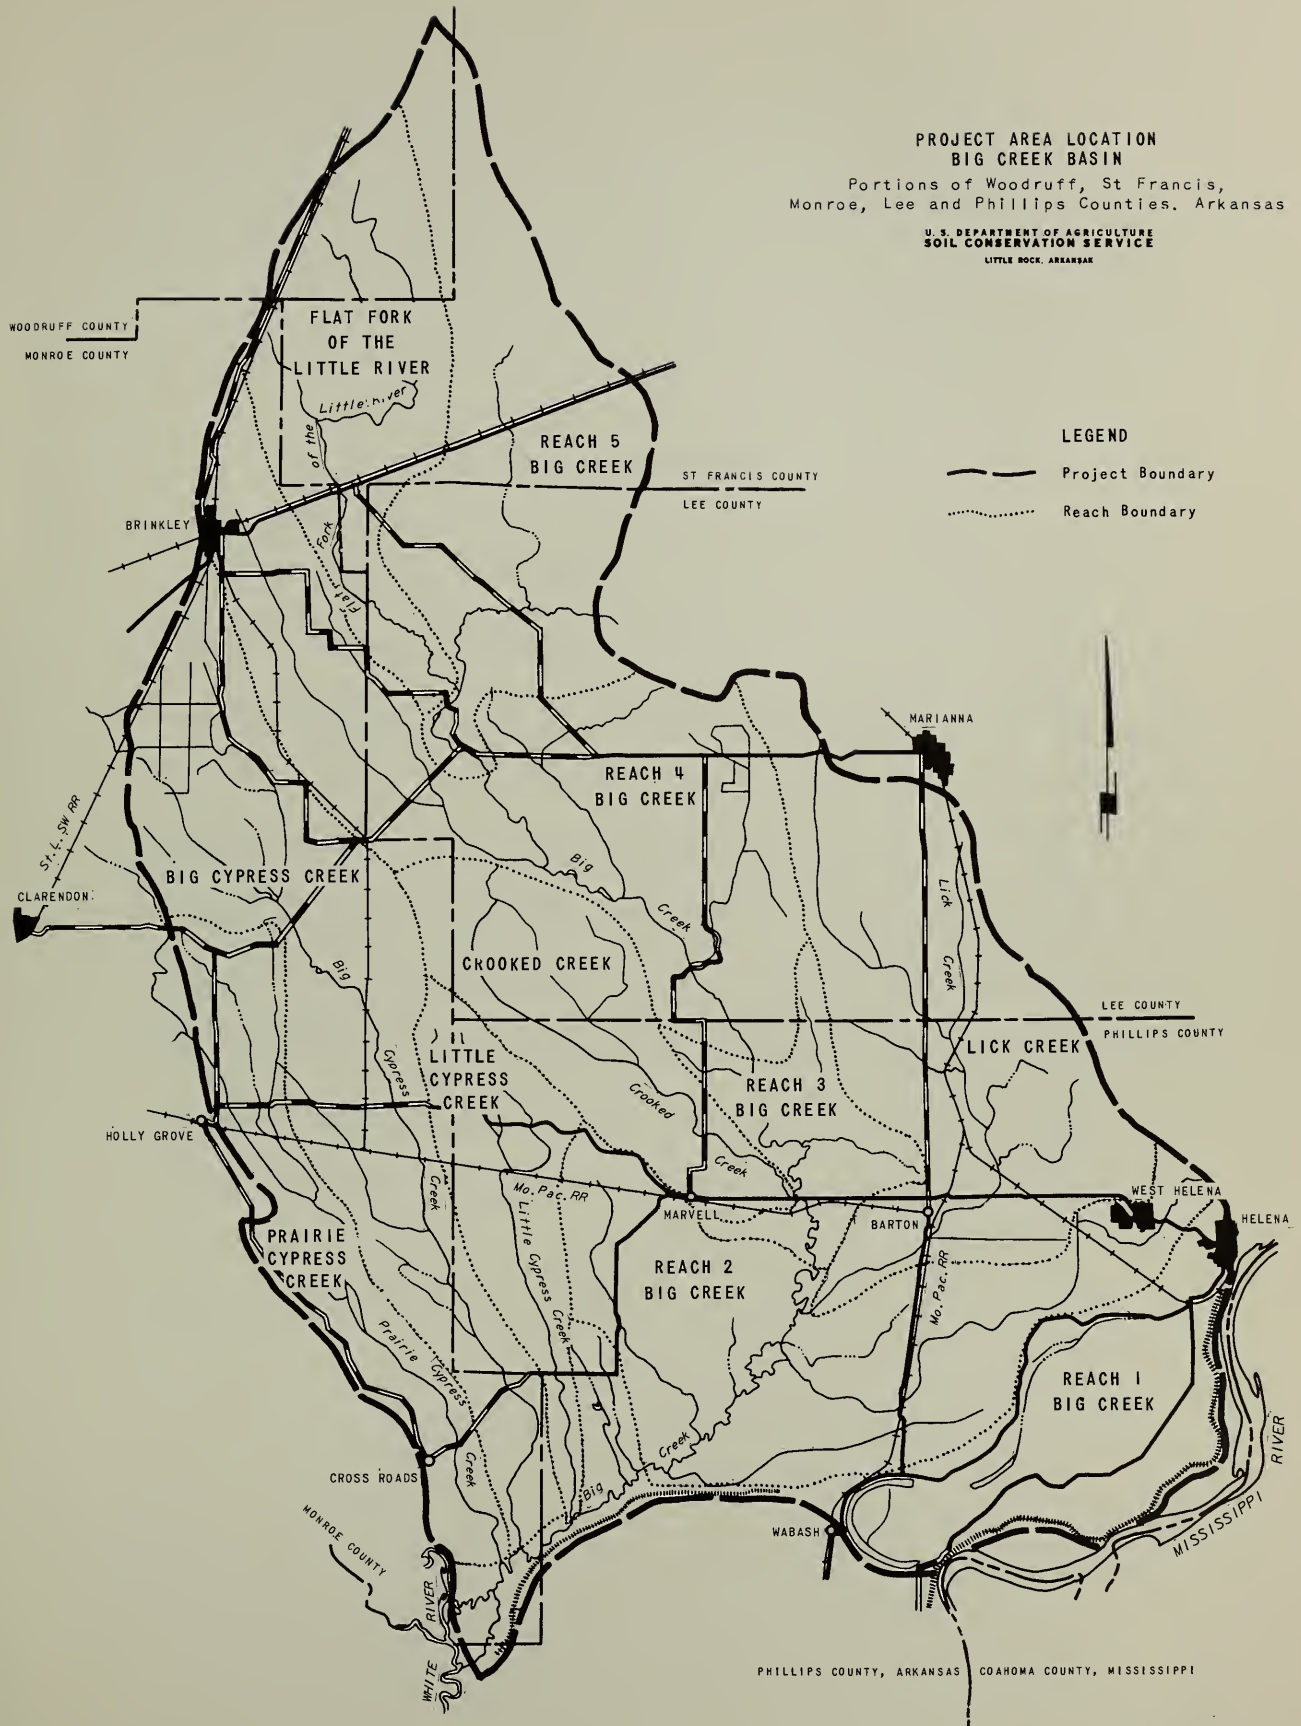 PROJECT AREA LOCATION
BIG CREEK BASIN
Portions of Woodruff, St Francis,
Monroe, Lee and Phillips Counties. Arkansas
U. S. DEPARTMENT OF AGRICULTURE
SOIL CONSERVATION SERVICE
LITTLE ROCK, ARKANSAS
WOODRUFF COUNTY
MONROE COUNTY
FLAT FORK
OF THE
LITTLE RIVER
Little River
of the
Fork
Flat
REACH 5
BIG CREEK
ST FRANCIS COUNTY
LEE COUNTY
LEGEND
Project Boundary
Reach Boundary
BRINKLEY
MARIANNA
REACH 4
BIG CREEK
St. L. SW RR
BIG CYPRESS CREEK
CLARENDON
Big
Creek
Lick
Creek
CROOKED CREEK
Big
Cypress
Creek
LEE COUNTY
PHILLIPS COUNTY
LICK CREEK
LITTLE
CYPRESS
CREEK
REACH 3
BIG CREEK
Crooked
Creek
HOLLY GROVE
Mo. Pac. RR
MARVELL
BARTON
WEST HELENA
HELENA
PRAIRIE
CYPRESS
CREEK
Little Cypress Creek
REACH 2
BIG CREEK
Mo. Pac. RR
Prairie
Cypress
Creek
REACH 1
BIG CREEK
CROSS ROADS
Big
Creek
WABASH
MISSISSIPPI
RIVER
MONROE COUNTY
WHITE
RIVER
PHILLIPS COUNTY, ARKANSAS
COAHOMA COUNTY, MISSISSIPPI